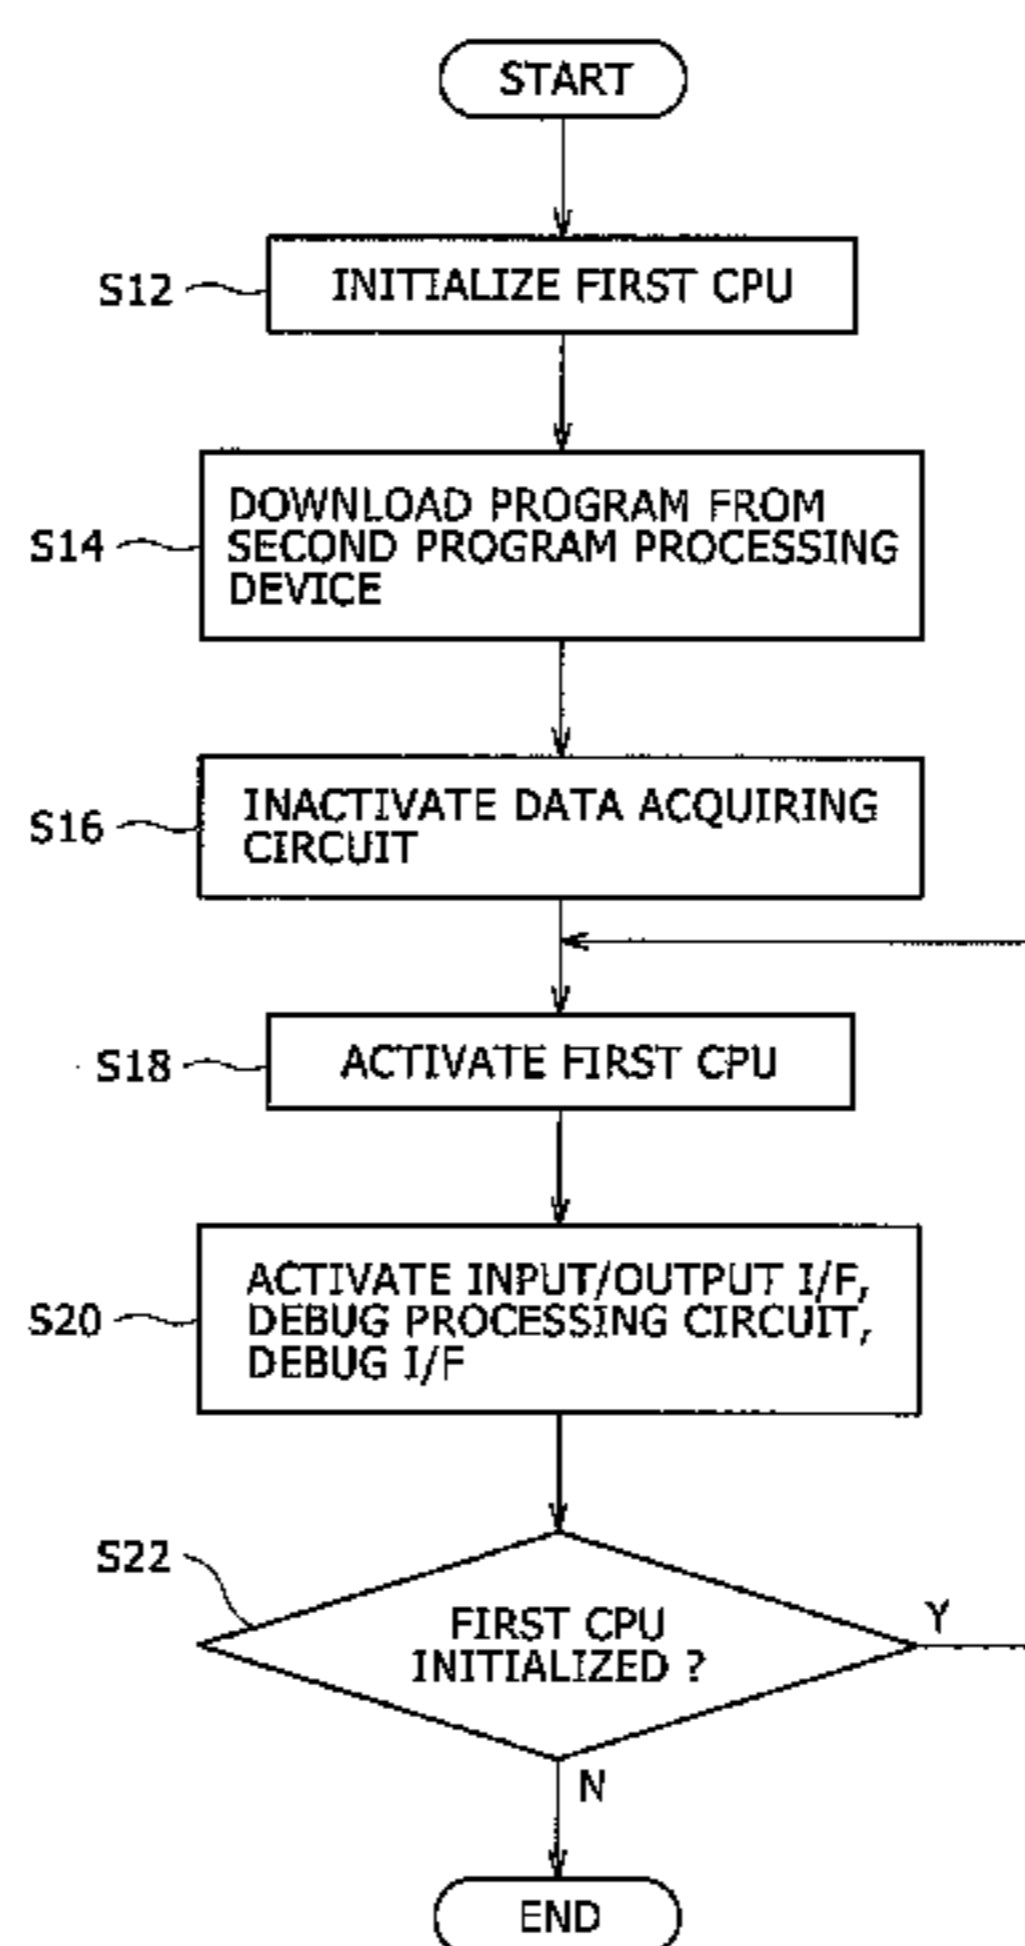 START
S12
INITIALIZE FIRST CPU
S14
DOWNLOAD PROGRAM FROM
SECOND PROGRAM PROCESSING
DEVICE
S16
INACTIVATE DATA ACQUIRING
CIRCUIT
S18
ACTIVATE FIRST CPU
S20
ACTIVATE INPUT/OUTPUT I/F,
DEBUG PROCESSING CIRCUIT,
DEBUG I/F
S22
FIRST CPU
INITIALIZED ?
Y
N
END